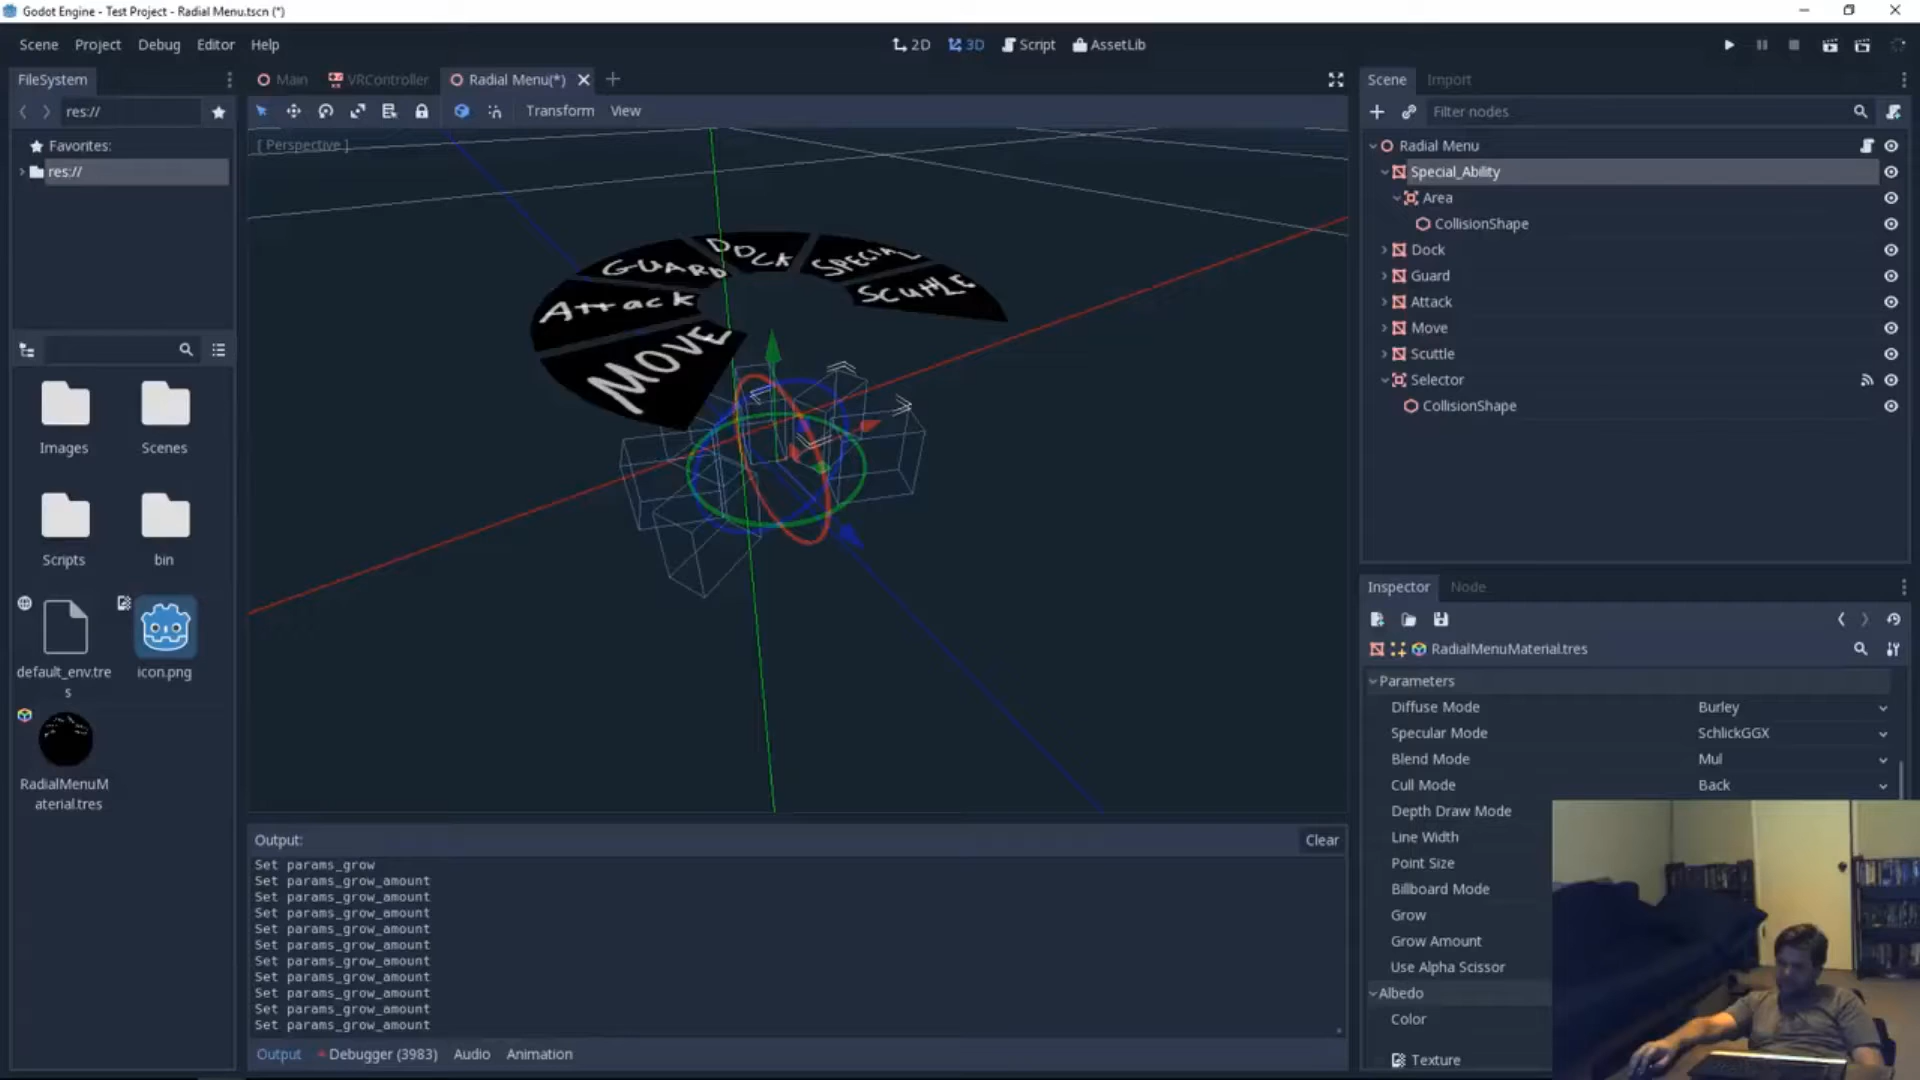 Godot Engine - Test Project - Radial Menu.tscn (*)
Scene Project Debug Editor Help
2D 3D Script AssetLib
FileSystem
res://
Favorites:
res://
Images
Scenes
Scripts
bin
default_env.tre
s
icon.png
RadialMenuM
aterial.tres
Main VRController Radial Menu(*)
Transform View
[ Perspective ]
DOCK
GUARD
SPECIAL
Attack
Scuttle
MOVE
Output:
Clear
Set params_grow
Set params_grow_amount
Set params_grow_amount
Set params_grow_amount
Set params_grow_amount
Set params_grow_amount
Set params_grow_amount
Set params_grow_amount
Set params_grow_amount
Set params_grow_amount
Set params_grow_amount
Output Debugger (3983) Audio Animation
Scene Import
Filter nodes
Radial Menu
Special_Ability
Area
CollisionShape
Dock
Guard
Attack
Move
Scuttle
Selector
CollisionShape
Inspector Node
RadialMenuMaterial.tres
Parameters
Diffuse Mode Burley
Specular Mode SchlickGGX
Blend Mode Mul
Cull Mode Back
Depth Draw Mode
Line Width
Point Size
Billboard Mode
Grow
Grow Amount
Use Alpha Scissor
Albedo
Color
Texture